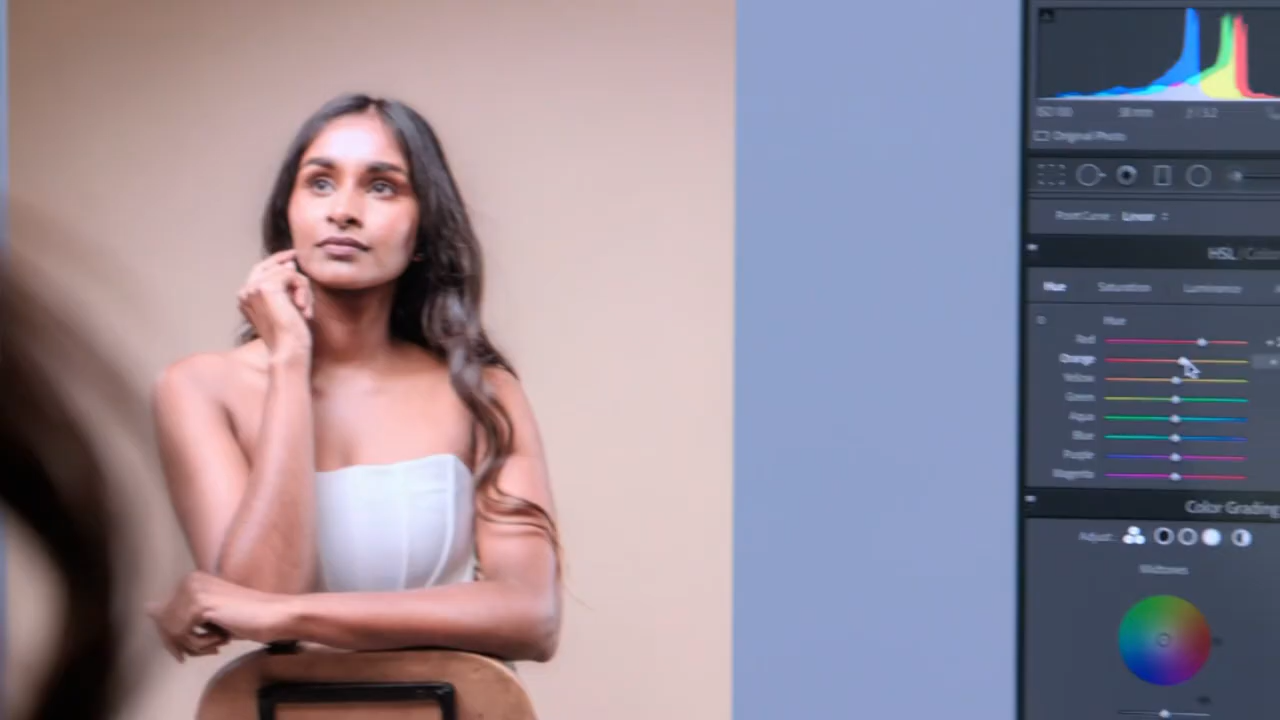 Original Photo
Point Curve : Linear
HSL / Color
Hue Saturation Luminance
Hue
Red
Orange
Yellow
Green
Aqua
Blue
Purple
Magenta
Color Grading
Adjust
Midtones